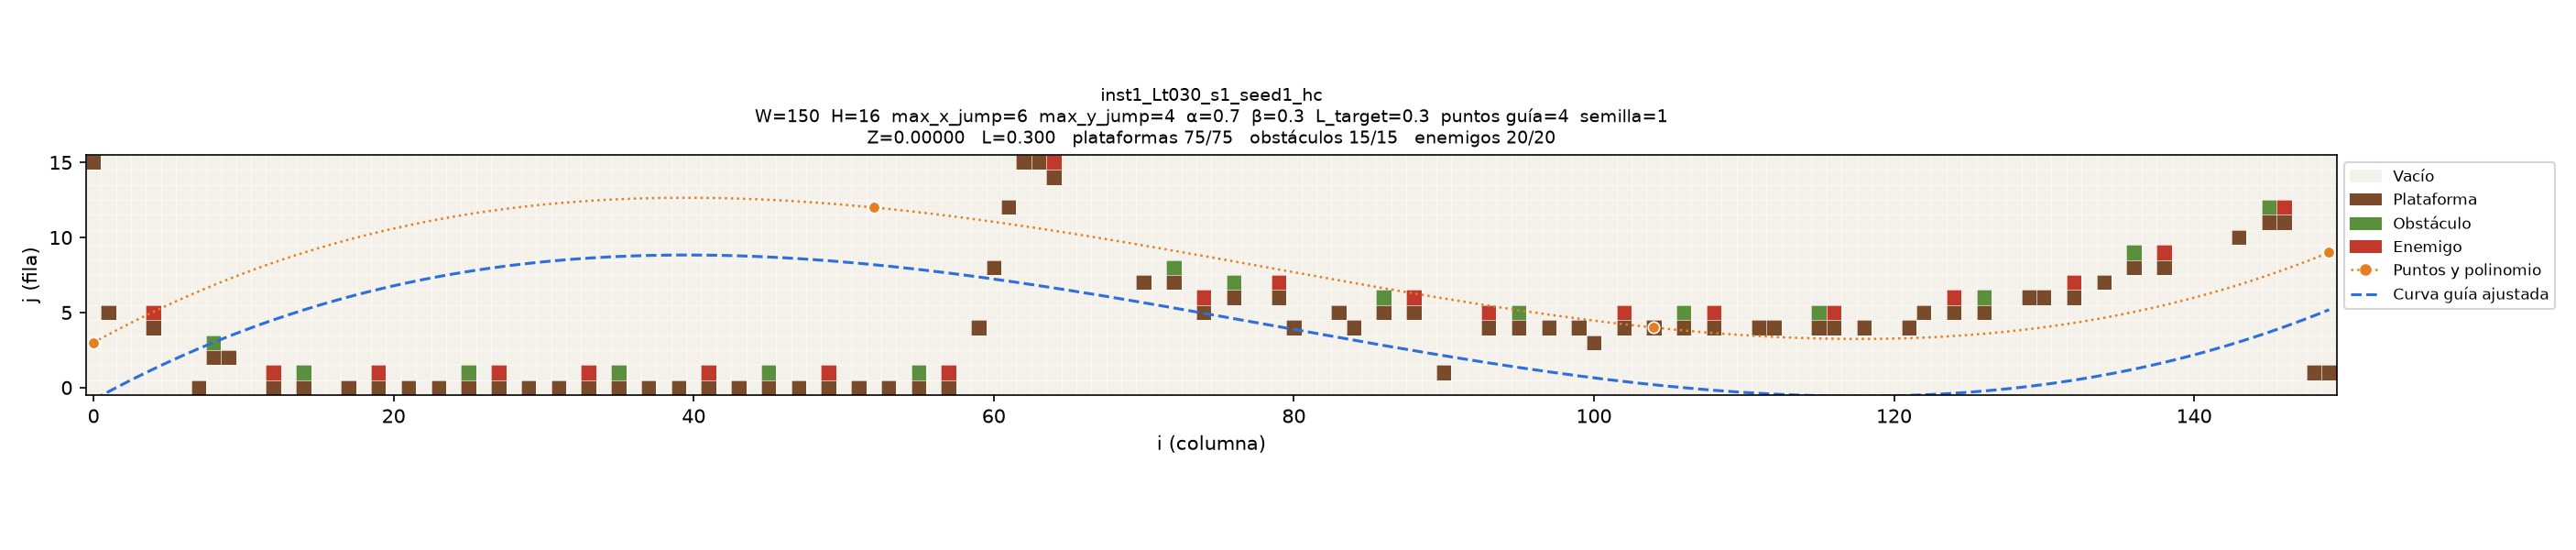 inst1_Lt030_s1_seed1_hc
W=150 H=16 max_x_jump=6 max_y_jump=4 α=0.7 β=0.3 L_target=0.3 puntos guía=4 semilla=1
Z=0.00000 L=0.300 plataformas 75/75 obstáculos 15/15 enemigos 20/20
15
10
5
0
j (fila)
0 20 40 60 80 100 120 140
i (columna)
Vacío
Plataforma
Obstáculo
Enemigo
Puntos y polinomio
Curva guía ajustada